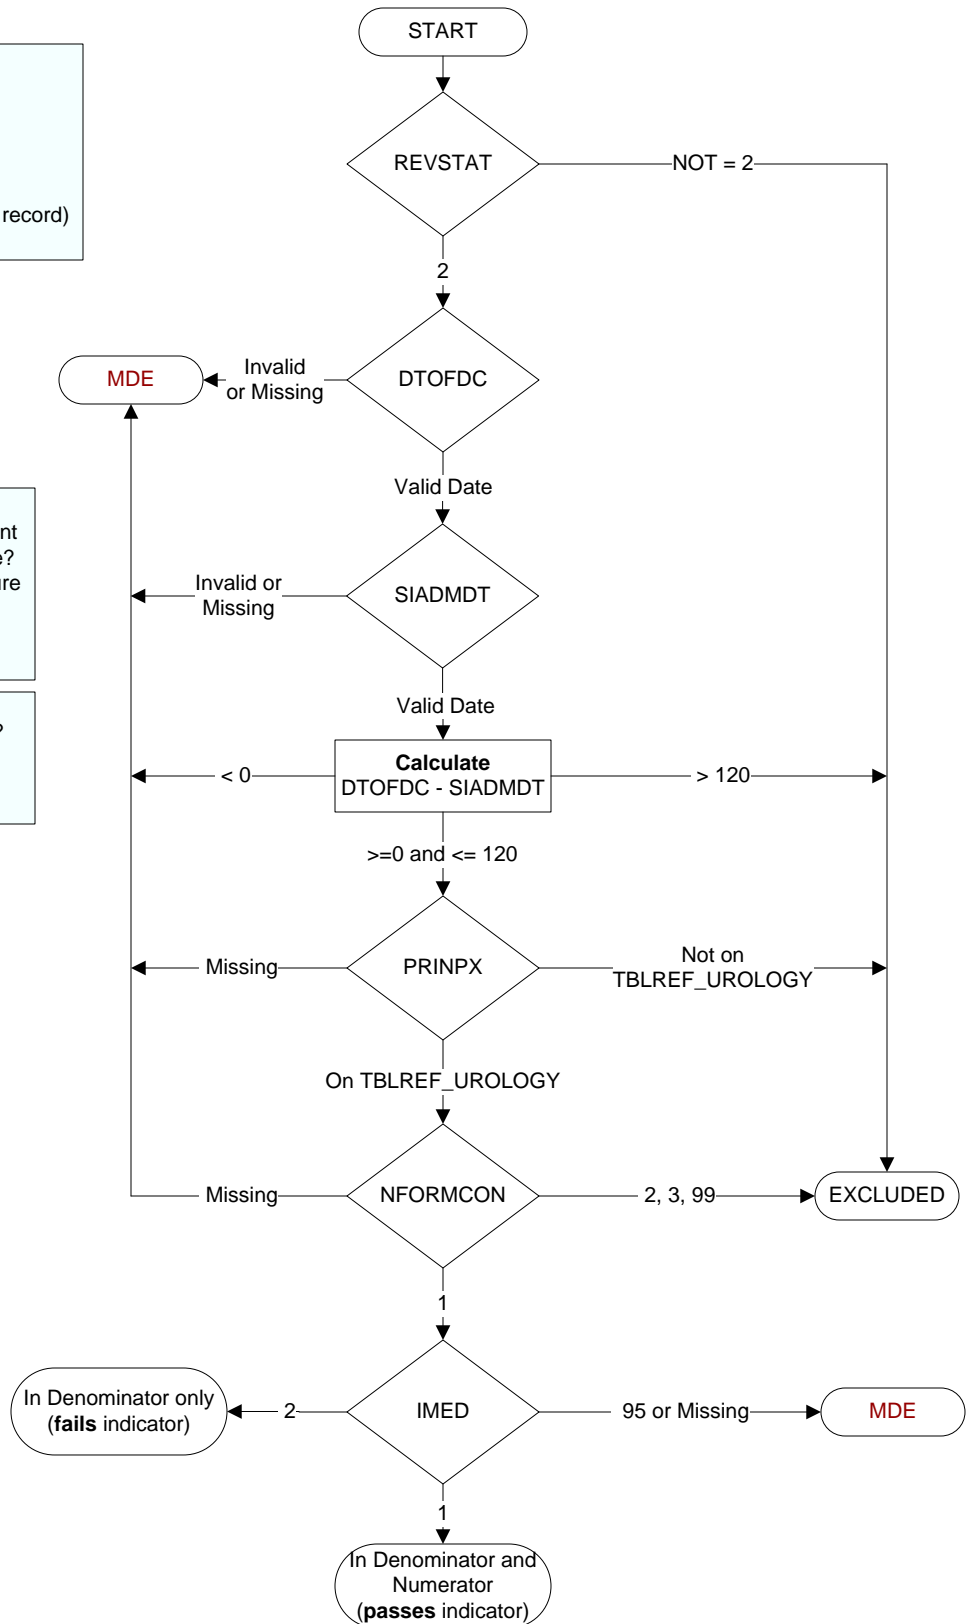 START
record)
REVSTAT
NOT = 2
2
MDE
Invalid
or Missing
DTOFDC
Valid Date
nt
e?
ure
Invalid or
Missing
SIADMDT
Valid Date
?
< 0
Calculate
DTOFDC - SIADMDT
> 120
>=0 and <= 120
Missing
PRINPX
Not on
TBLREF_UROLOGY
On TBLREF_UROLOGY
Missing
NFORMCON
2, 3, 99
EXCLUDED
1
In Denominator only
(fails indicator)
2
IMED
95 or Missing
MDE
1
In Denominator and
Numerator
(passes indicator)